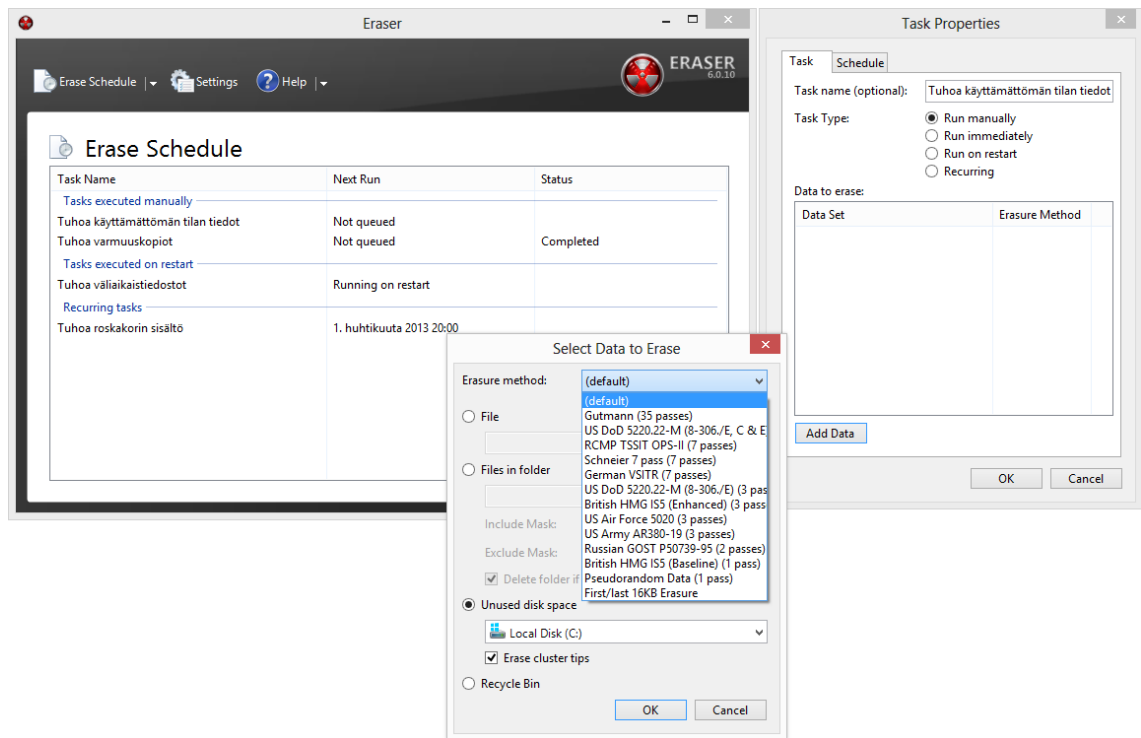 Eraser
Erase Schedule
Settings
Help
ERASER
6.0.10
Erase Schedule
Task Name Next Run Status
Tasks executed manually
Tuhoa käyttämättömän tilan tiedot Not queued
Tuhoa varmuuskopiot Not queued Completed
Tasks executed on restart
Tuhoa väliaikaistiedostot Running on restart
Recurring tasks
Tuhoa roskakorin sisältö 1. huhtikuuta 2013 20:00
Task Properties
Task Schedule
Task name (optional): Tuhoa käyttämättömän tilan tiedot
Task Type: Run manually
Run immediately
Run on restart
Recurring
Data to erase:
Data Set Erasure Method
Add Data
OK Cancel
Select Data to Erase
Erasure method: (default)
(default)
Gutmann (35 passes)
US DoD 5220.22-M (8-306./E, C & E
RCMP TSSIT OPS-II (7 passes)
Schneier 7 pass (7 passes)
German VSITR (7 passes)
US DoD 5220.22-M (8-306./E) (3 pas
British HMG IS5 (Enhanced) (3 pass
US Air Force 5020 (3 passes)
US Army AR380-19 (3 passes)
Russian GOST P50739-95 (2 passes)
British HMG IS5 (Baseline) (1 pass)
Pseudorandom Data (1 pass)
First/last 16KB Erasure
File
Files in folder
Include Mask:
Exclude Mask:
Delete folder if
Unused disk space
Local Disk (C:)
Erase cluster tips
Recycle Bin
OK Cancel